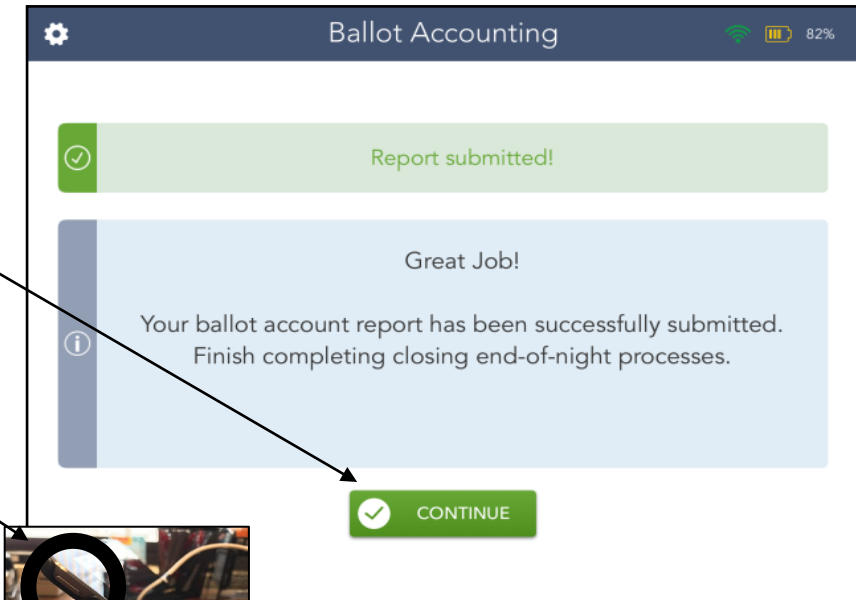 Ballot Accounting
82%
Report submitted!
Great Job!
Your ballot account report has been successfully submitted.
Finish completing closing end-of-night processes.
CONTINUE